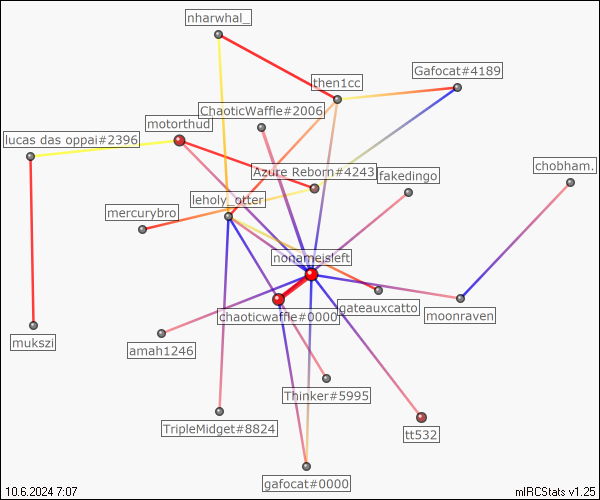 nharwhal_
Gafocat#4189
then1cc
ChaoticWaffle#2006
motorthud
lucas das oppai#2396
chobham.
Azure Reborn#4243
fakedingo
leholy_otter
mercurybro
nonameisleft
gateauxcatto
chaoticwaffle#0000
moonraven
mukszi
amah1246
Thinker#5995
TripleMidget#8824
tt532
gafocat#0000
10.6.2024 7:07
mIRCStats v1.25